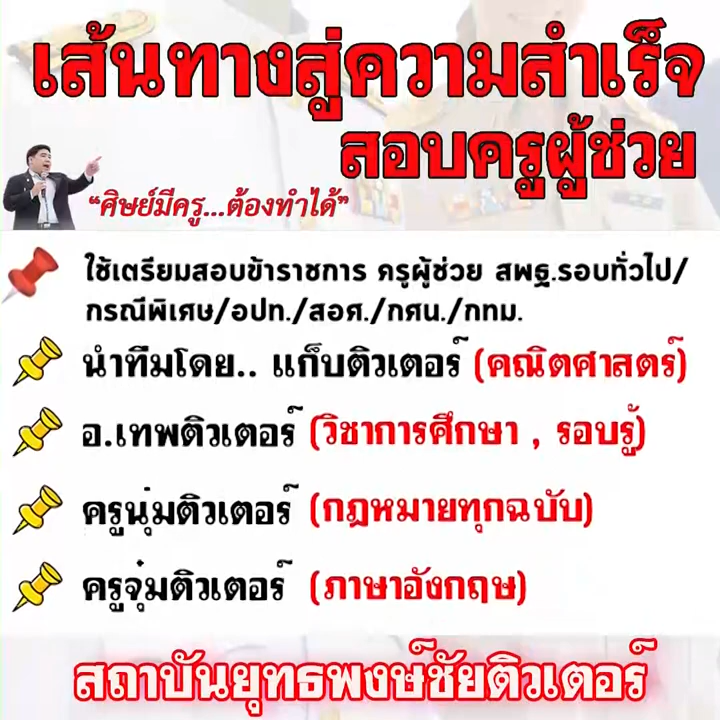 เส้นทางสู่ความสำเร็จ
สอบครูผู้ช่วย
“ศิษย์มีครู...ต้องทำได้”
ใช้เตรียมสอบข้าราชการ ครูผู้ช่วย สพฐ.รอบทั่วไป/
กรณีพิเศษ/อปท./สอศ./กศน./กทม.
นำทีมโดย.. แก็บติวเตอร์ (คณิตศาสตร์)
อ.เทพติวเตอร์ (วิชาการศึกษา , รอบรู้)
ครูนุ่มติวเตอร์ (กฎหมายทุกฉบับ)
ครูจุ๋มติวเตอร์ (ภาษาอังกฤษ)
สถาบันยุทธพงษ์ชัยติวเตอร์